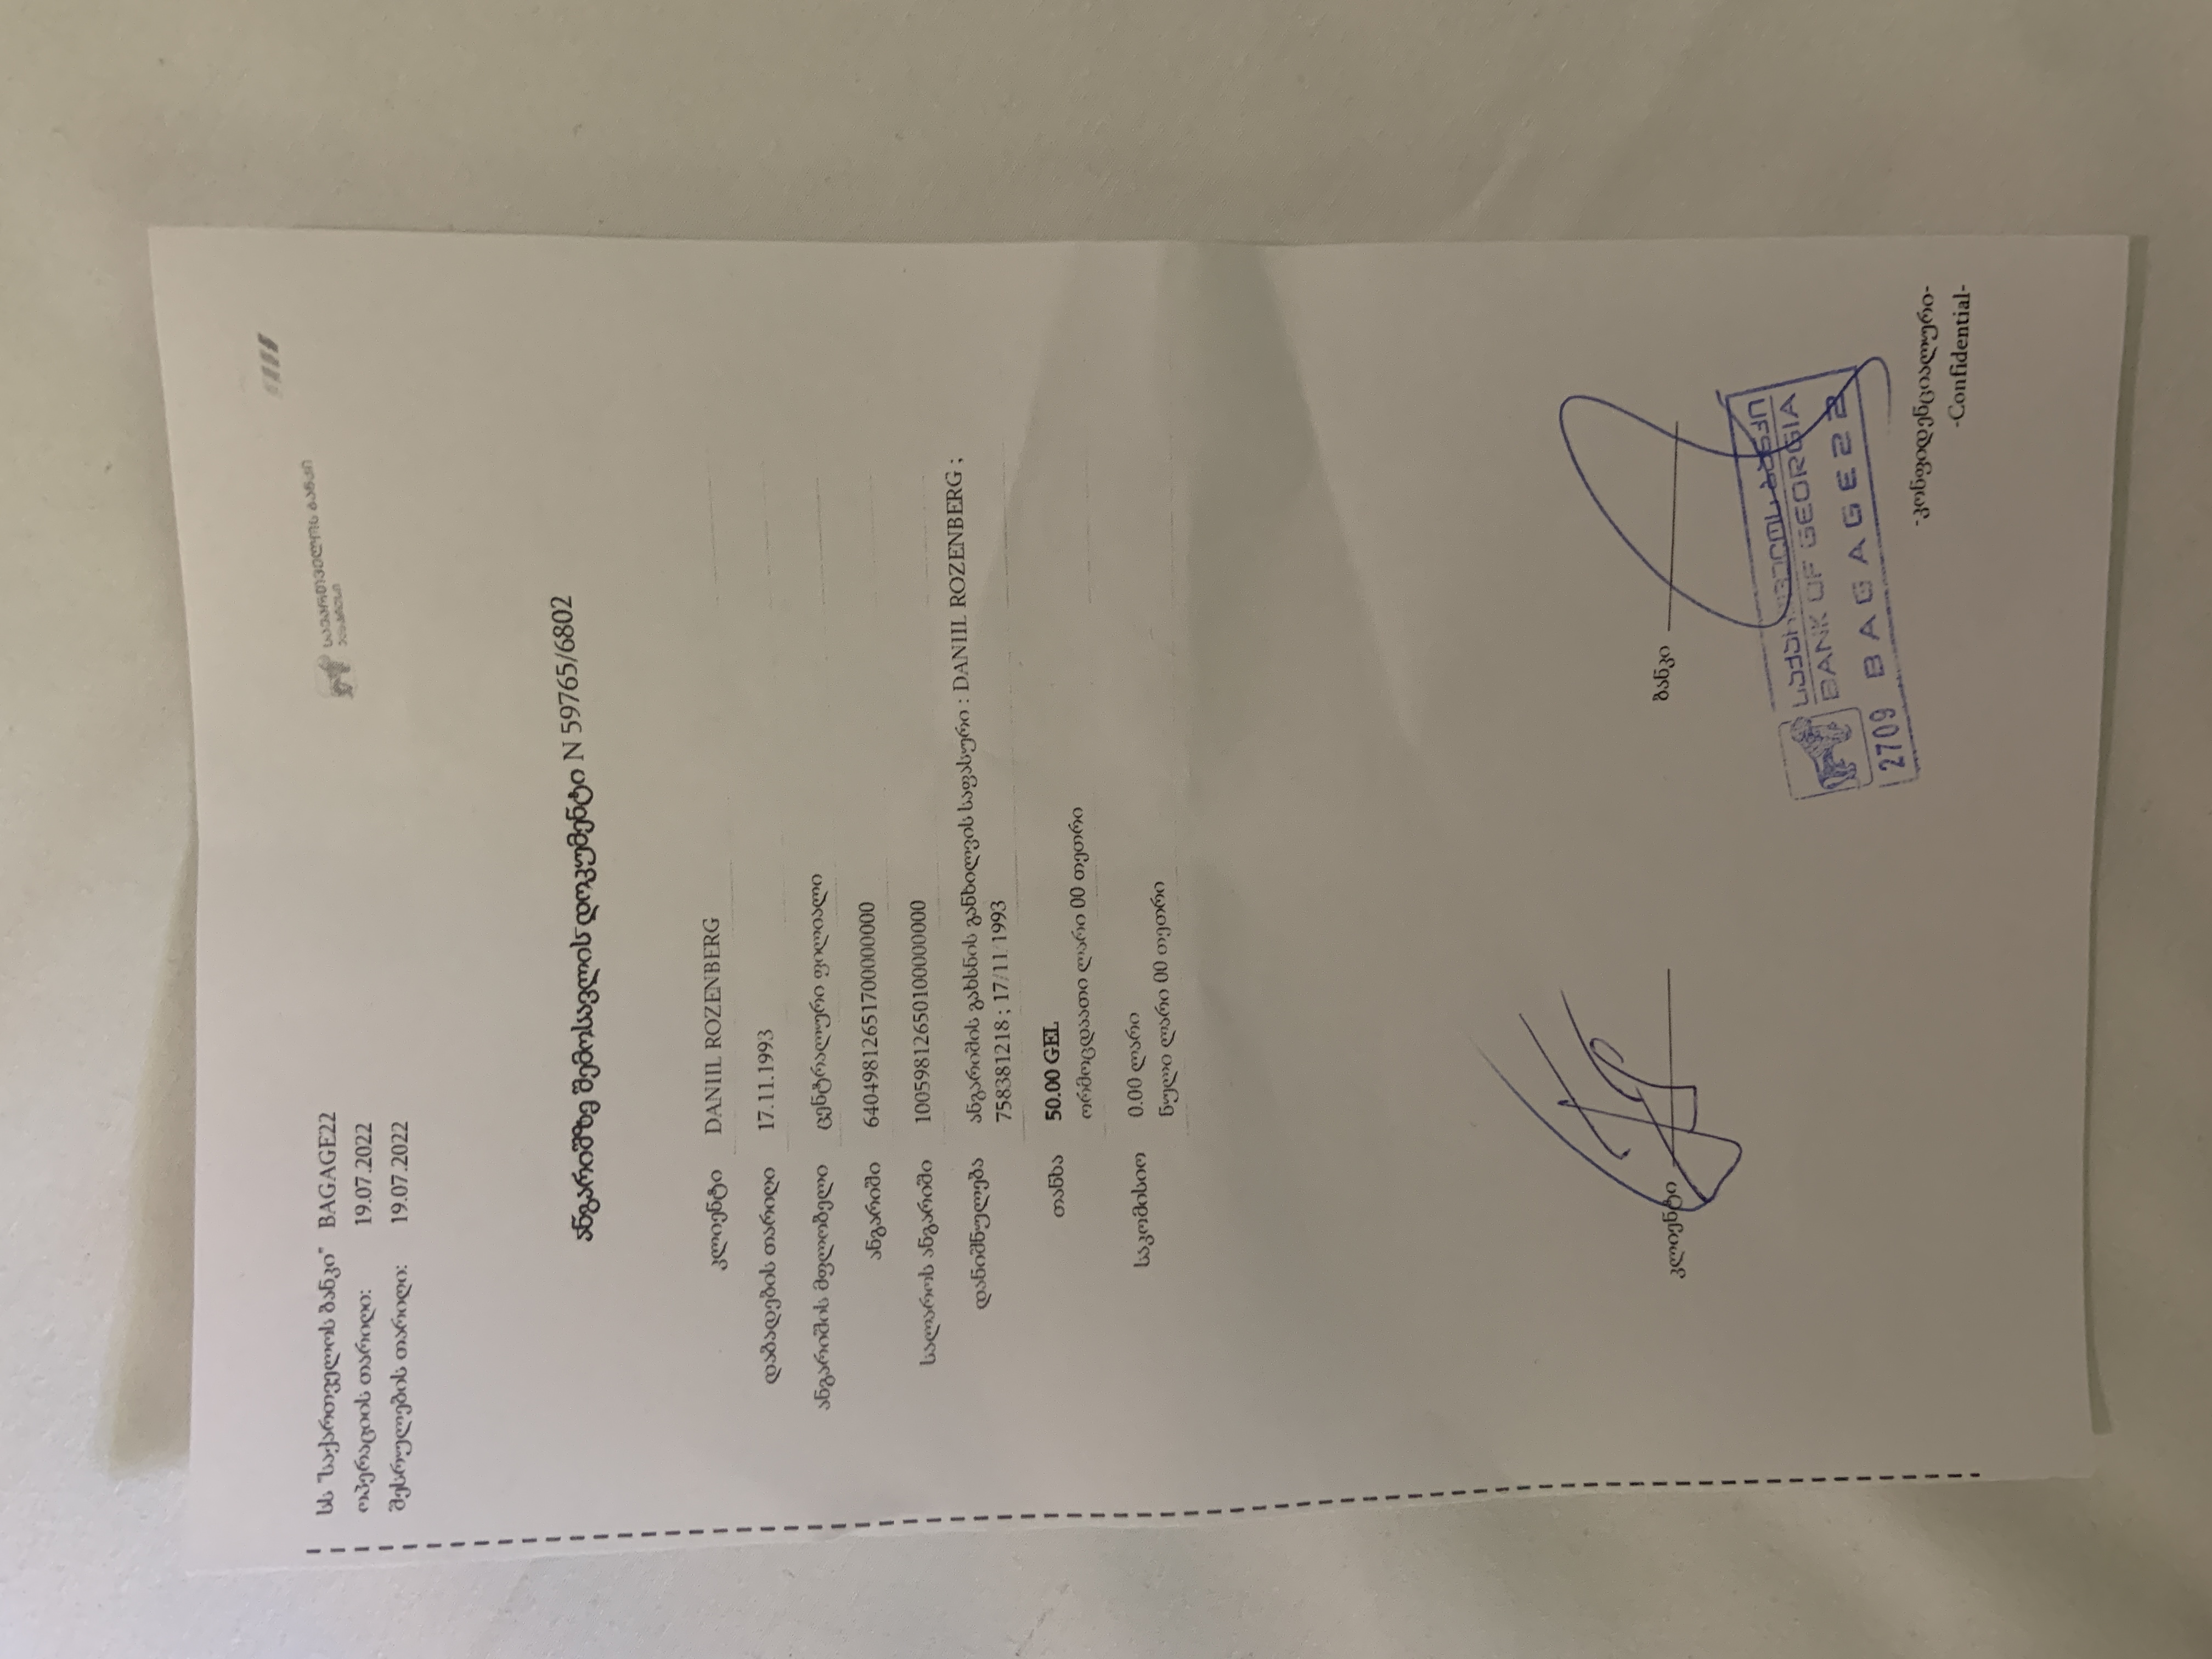 სს "საქართველოს ბანკი" BAGAGE22
ოპერაციის თარიღი: 19.07.2022
შესრულების თარიღი: 19.07.2022
საქართველოს ბანკი
ანგარიშზე შემოსავლის დოკუმენტი N 59765/6802
კლიენტი DANIIL ROZENBERG
დაბადების თარიღი 17.11.1993
ანგარიშის მფლობელი ცენტრალური ფილიალი
ანგარიში 64049812651700000000
სალაროს ანგარიში 10059812650100000000
დანიშნულება ანგარიშის გახსნის განხილვის საფასური : DANIIL ROZENBERG ;
758381218 ; 17/11/1993
თანხა 50.00 GEL
ორმოცდაათი ლარი 00 თეთრი
საკომისიო 0.00 ლარი
ნული ლარი 00 თეთრი
კლიენტი
ბანკი
საქართველოს ბანკი
BANK OF GEORGIA
2709 BAGAGE22
-კონფიდენციალური-
-Confidential-